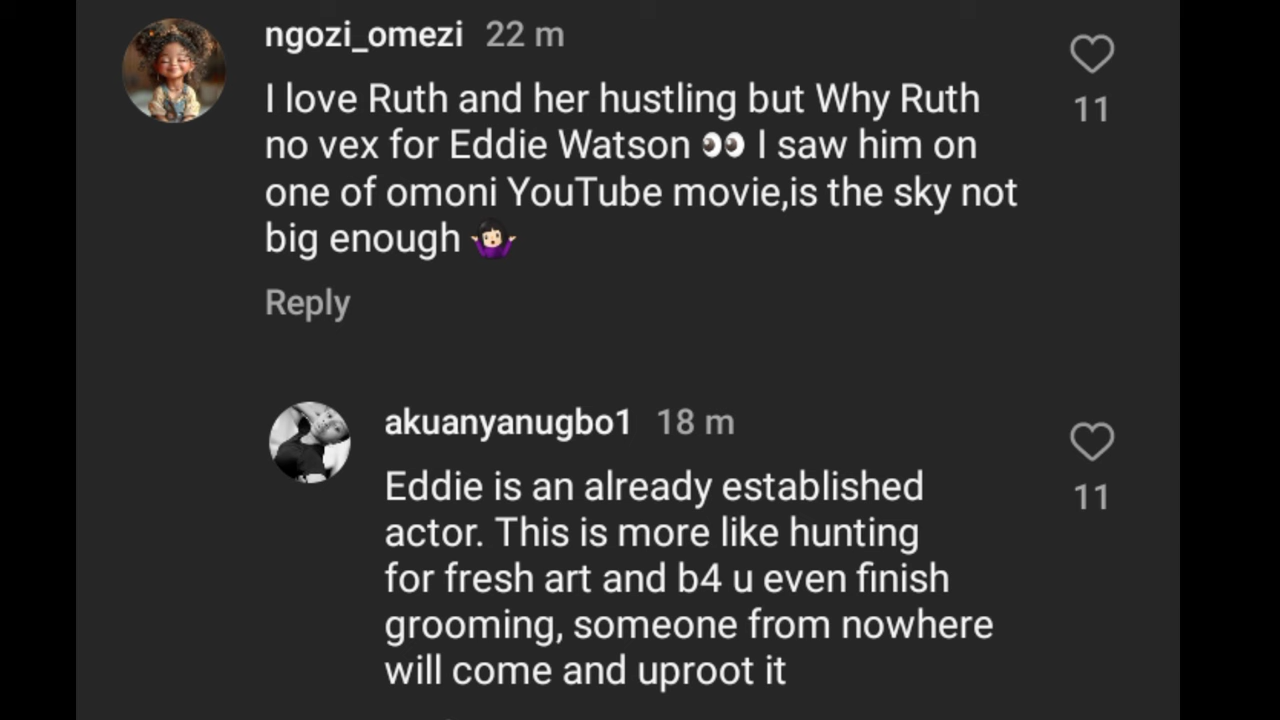 ngozi_omezi 22 m
I love Ruth and her hustling but Why Ruth
no vex for Eddie Watson 👀 I saw him on
one of omoni YouTube movie,is the sky not
big enough 🤷🏻‍♀️
11
Reply
akuanyanugbo1 18 m
Eddie is an already established
actor. This is more like hunting
for fresh art and b4 u even finish
grooming, someone from nowhere
will come and uproot it
11